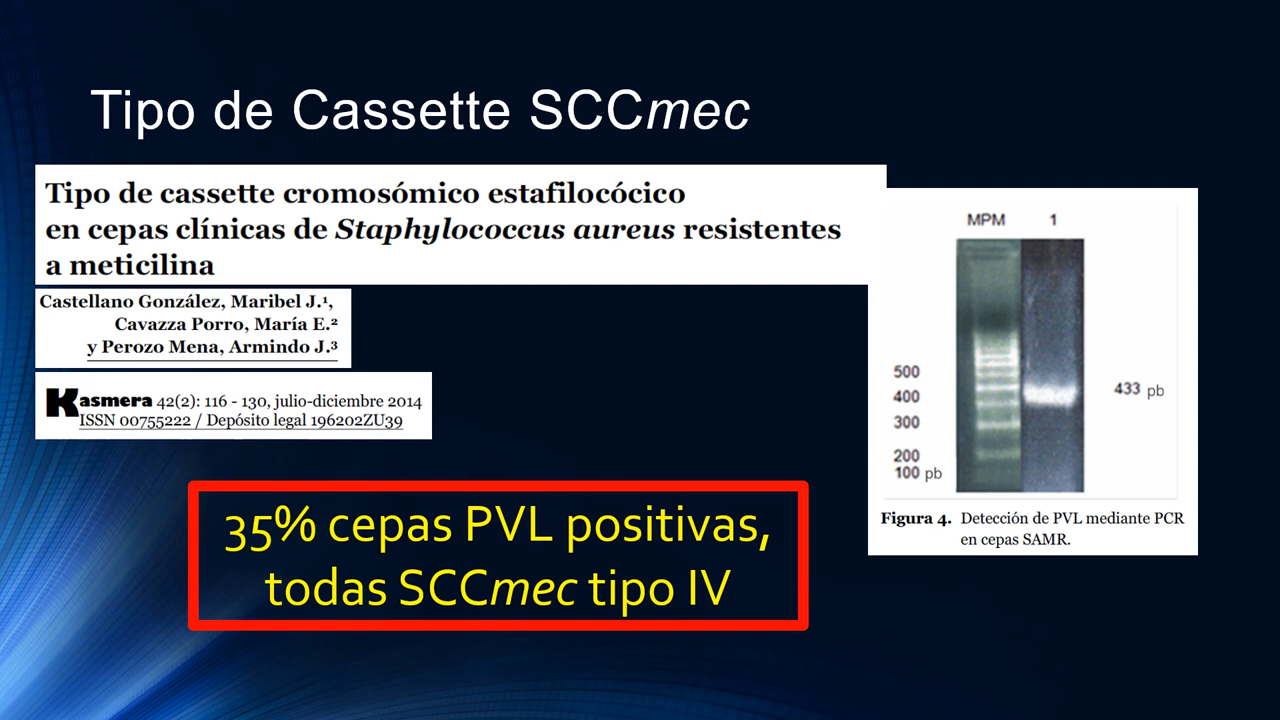 Tipo de Cassette SCCmec
Tipo de cassette cromosómico estafilocócico
en cepas clínicas de Staphylococcus aureus resistentes
a meticilina
Castellano González, Maribel J.¹,
Cavazza Porro, María E.²
y Perozo Mena, Armindo J.³
Kasmera 42(2): 116 - 130, julio-diciembre 2014
ISSN 00755222 / Depósito legal 196202ZU39
MPM 1
500
400
433 pb
300
200
100 pb
Figura 4. Detección de PVL mediante PCR
en cepas SAMR.
35% cepas PVL positivas,
todas SCCmec tipo IV